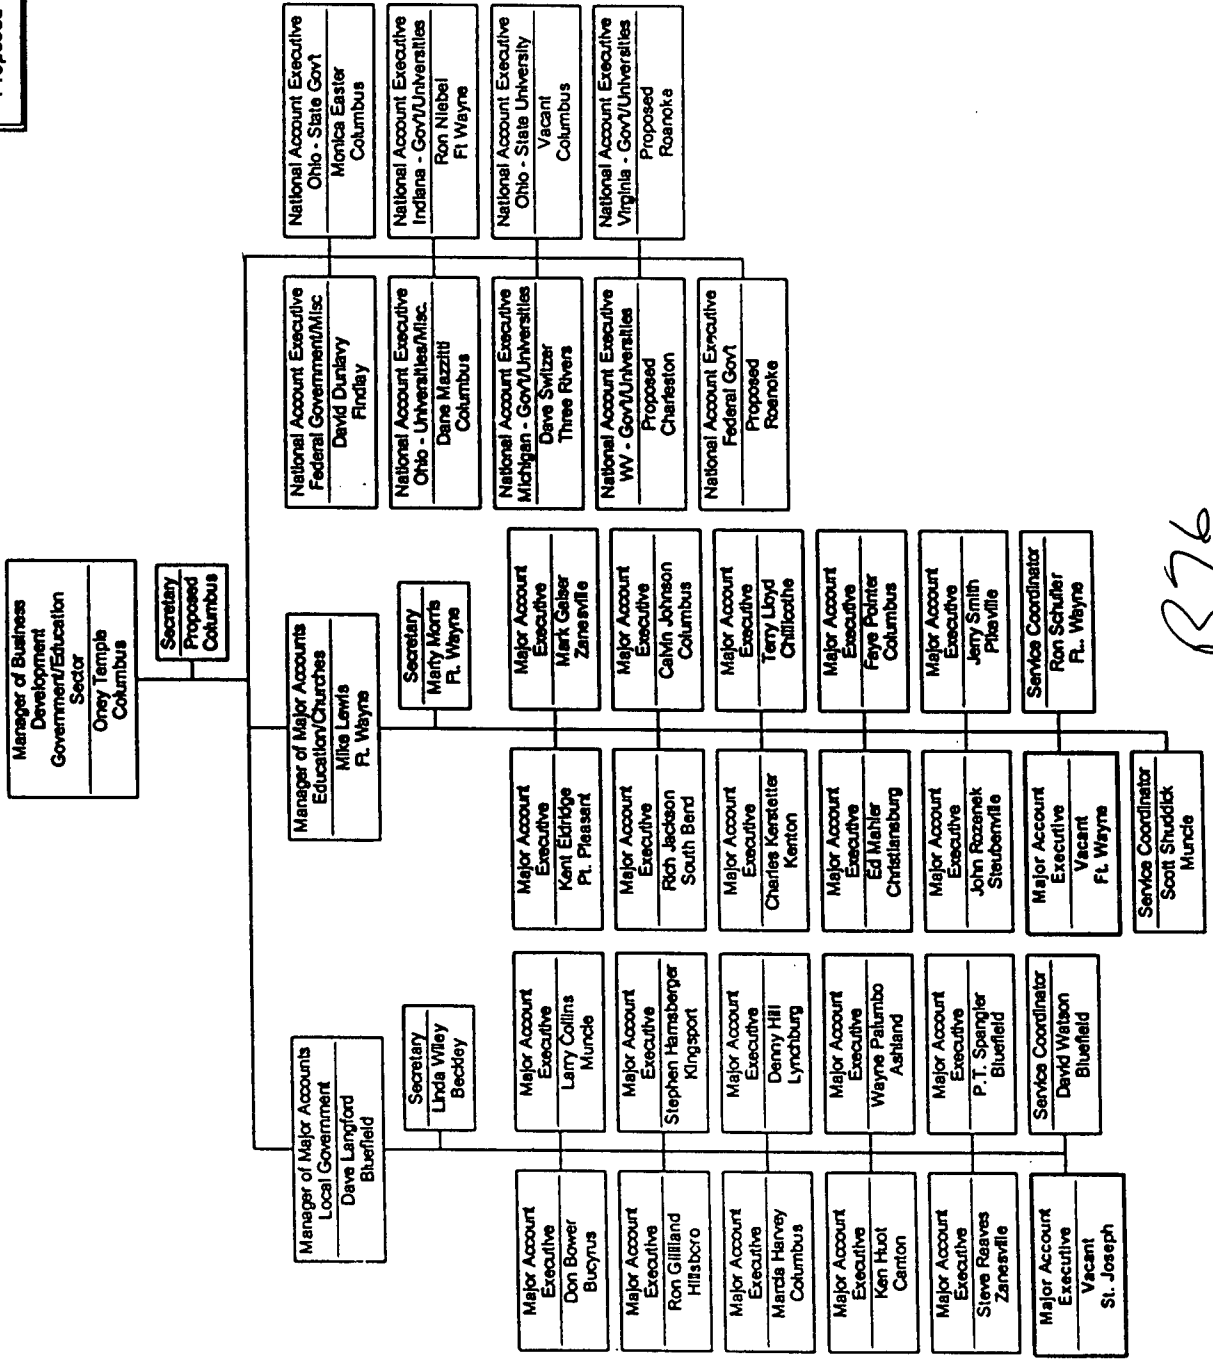 Proposed
Manager of Business
Development
Government/Education
Sector
Oney Temple
Columbus
Secretary
Proposed
Columbus
Manager of Major Accounts
Local Government
Dave Langford
Bluefield
Secretary
Linda Wiley
Beckley
Major Account
Executive
Don Bower
Bucyrus
Major Account
Executive
Larry Collins
Muncie
Major Account
Executive
Ron Gilliland
Hillsboro
Major Account
Executive
Stephen Harnsberger
Kingsport
Major Account
Executive
Marcia Harvey
Columbus
Major Account
Executive
Denny Hill
Lynchburg
Major Account
Executive
Ken Huot
Canton
Major Account
Executive
Wayne Palumbo
Ashland
Major Account
Executive
Steve Reaves
Zanesville
Major Account
Executive
P.T. Spangler
Bluefield
Major Account
Executive
Vacant
St. Joseph
Service Coordinator
David Watson
Bluefield
Manager of Major Accounts
Education/Churches
Mike Lewis
Ft. Wayne
Secretary
Marty Morris
Ft. Wayne
Major Account
Executive
Kent Eldridge
Pt. Pleasant
Major Account
Executive
Mark Geiser
Zanesville
Major Account
Executive
Rich Jackson
South Bend
Major Account
Executive
Calvin Johnson
Columbus
Major Account
Executive
Charles Kerstetter
Kenton
Major Account
Executive
Terry Lloyd
Chillicothe
Major Account
Executive
Ed Mahler
Christiansburg
Major Account
Executive
Faye Pointer
Columbus
Major Account
Executive
John Rozenek
Steubenville
Major Account
Executive
Jerry Smith
Pikeville
Major Account
Executive
Vacant
Ft. Wayne
Service Coordinator
Ron Schuller
Ft.. Wayne
Service Coordinator
Scott Shuddick
Muncie
National Account Executive
Federal Government/Misc
David Dunlavy
Findlay
National Account Executive
Ohio - State Gov't
Monica Easter
Columbus
National Account Executive
Ohio - Universities/Misc.
Dane Mazzitti
Columbus
National Account Executive
Indiana - Gov't/Universities
Ron Niebel
Ft Wayne
National Account Executive
Michigan - Gov't/Universities
Dave Switzer
Three Rivers
National Account Executive
Ohio - State University
Vacant
Columbus
National Account Executive
WV - Gov't/Universities
Proposed
Charleston
National Account Executive
Virginia - Gov't/Universities
Proposed
Roanoke
National Account Executive
Federal Gov't
Proposed
Roanoke
R76